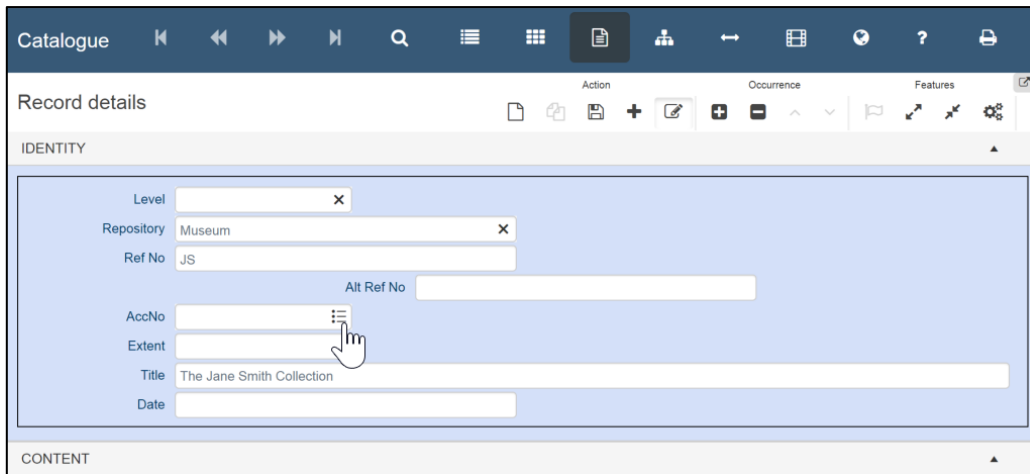 Catalogue
?
Action
Occurrence
Features
Record details
IDENTITY
Level
Repository Museum
Ref No JS
Alt Ref No
AccNo
Extent
Title The Jane Smith Collection
Date
CONTENT